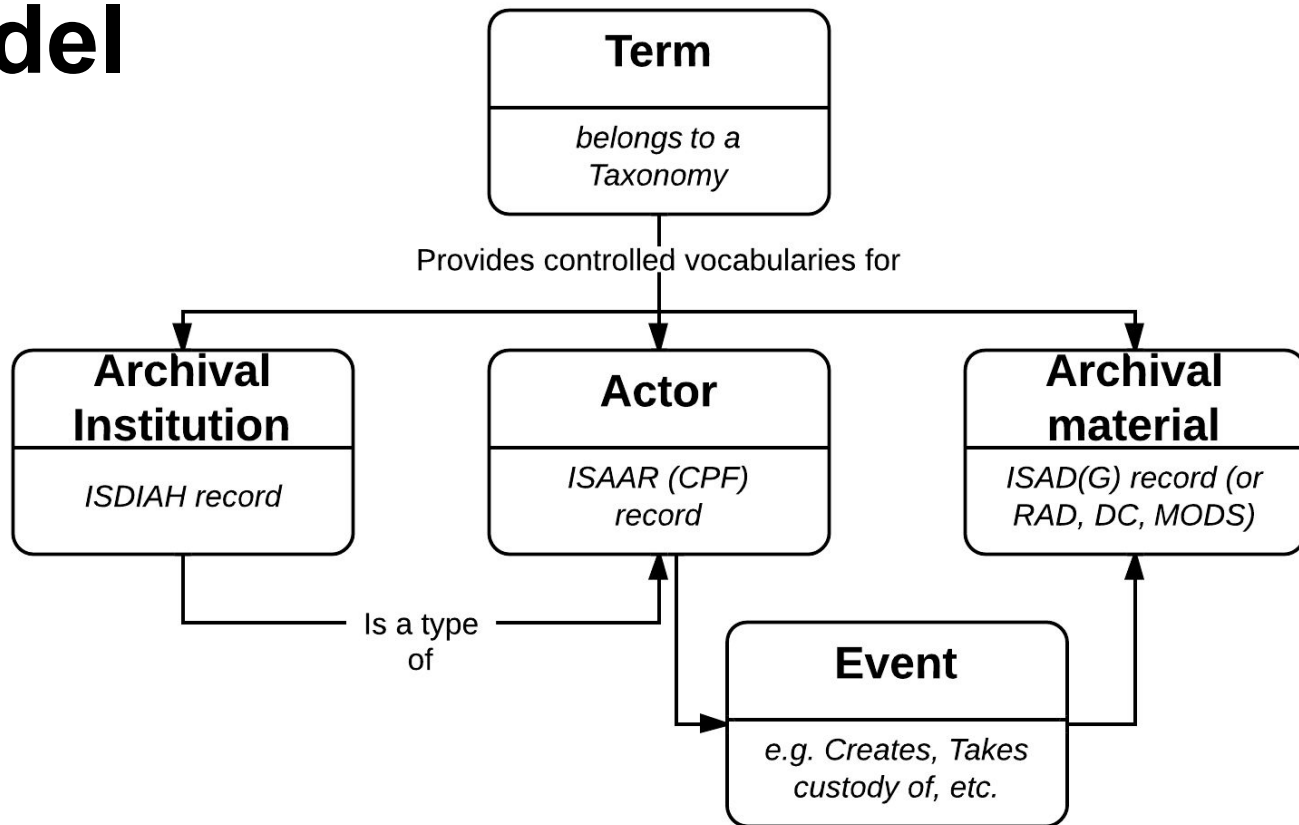 del
Term
belongs to a
Taxonomy
Provides controlled vocabularies for
Archival
Institution
ISDIAH record
Actor
ISAAR (CPF)
record
Archival
material
ISAD(G) record (or
RAD, DC, MODS)
Is a type
of
Event
e.g. Creates, Takes
custody of, etc.